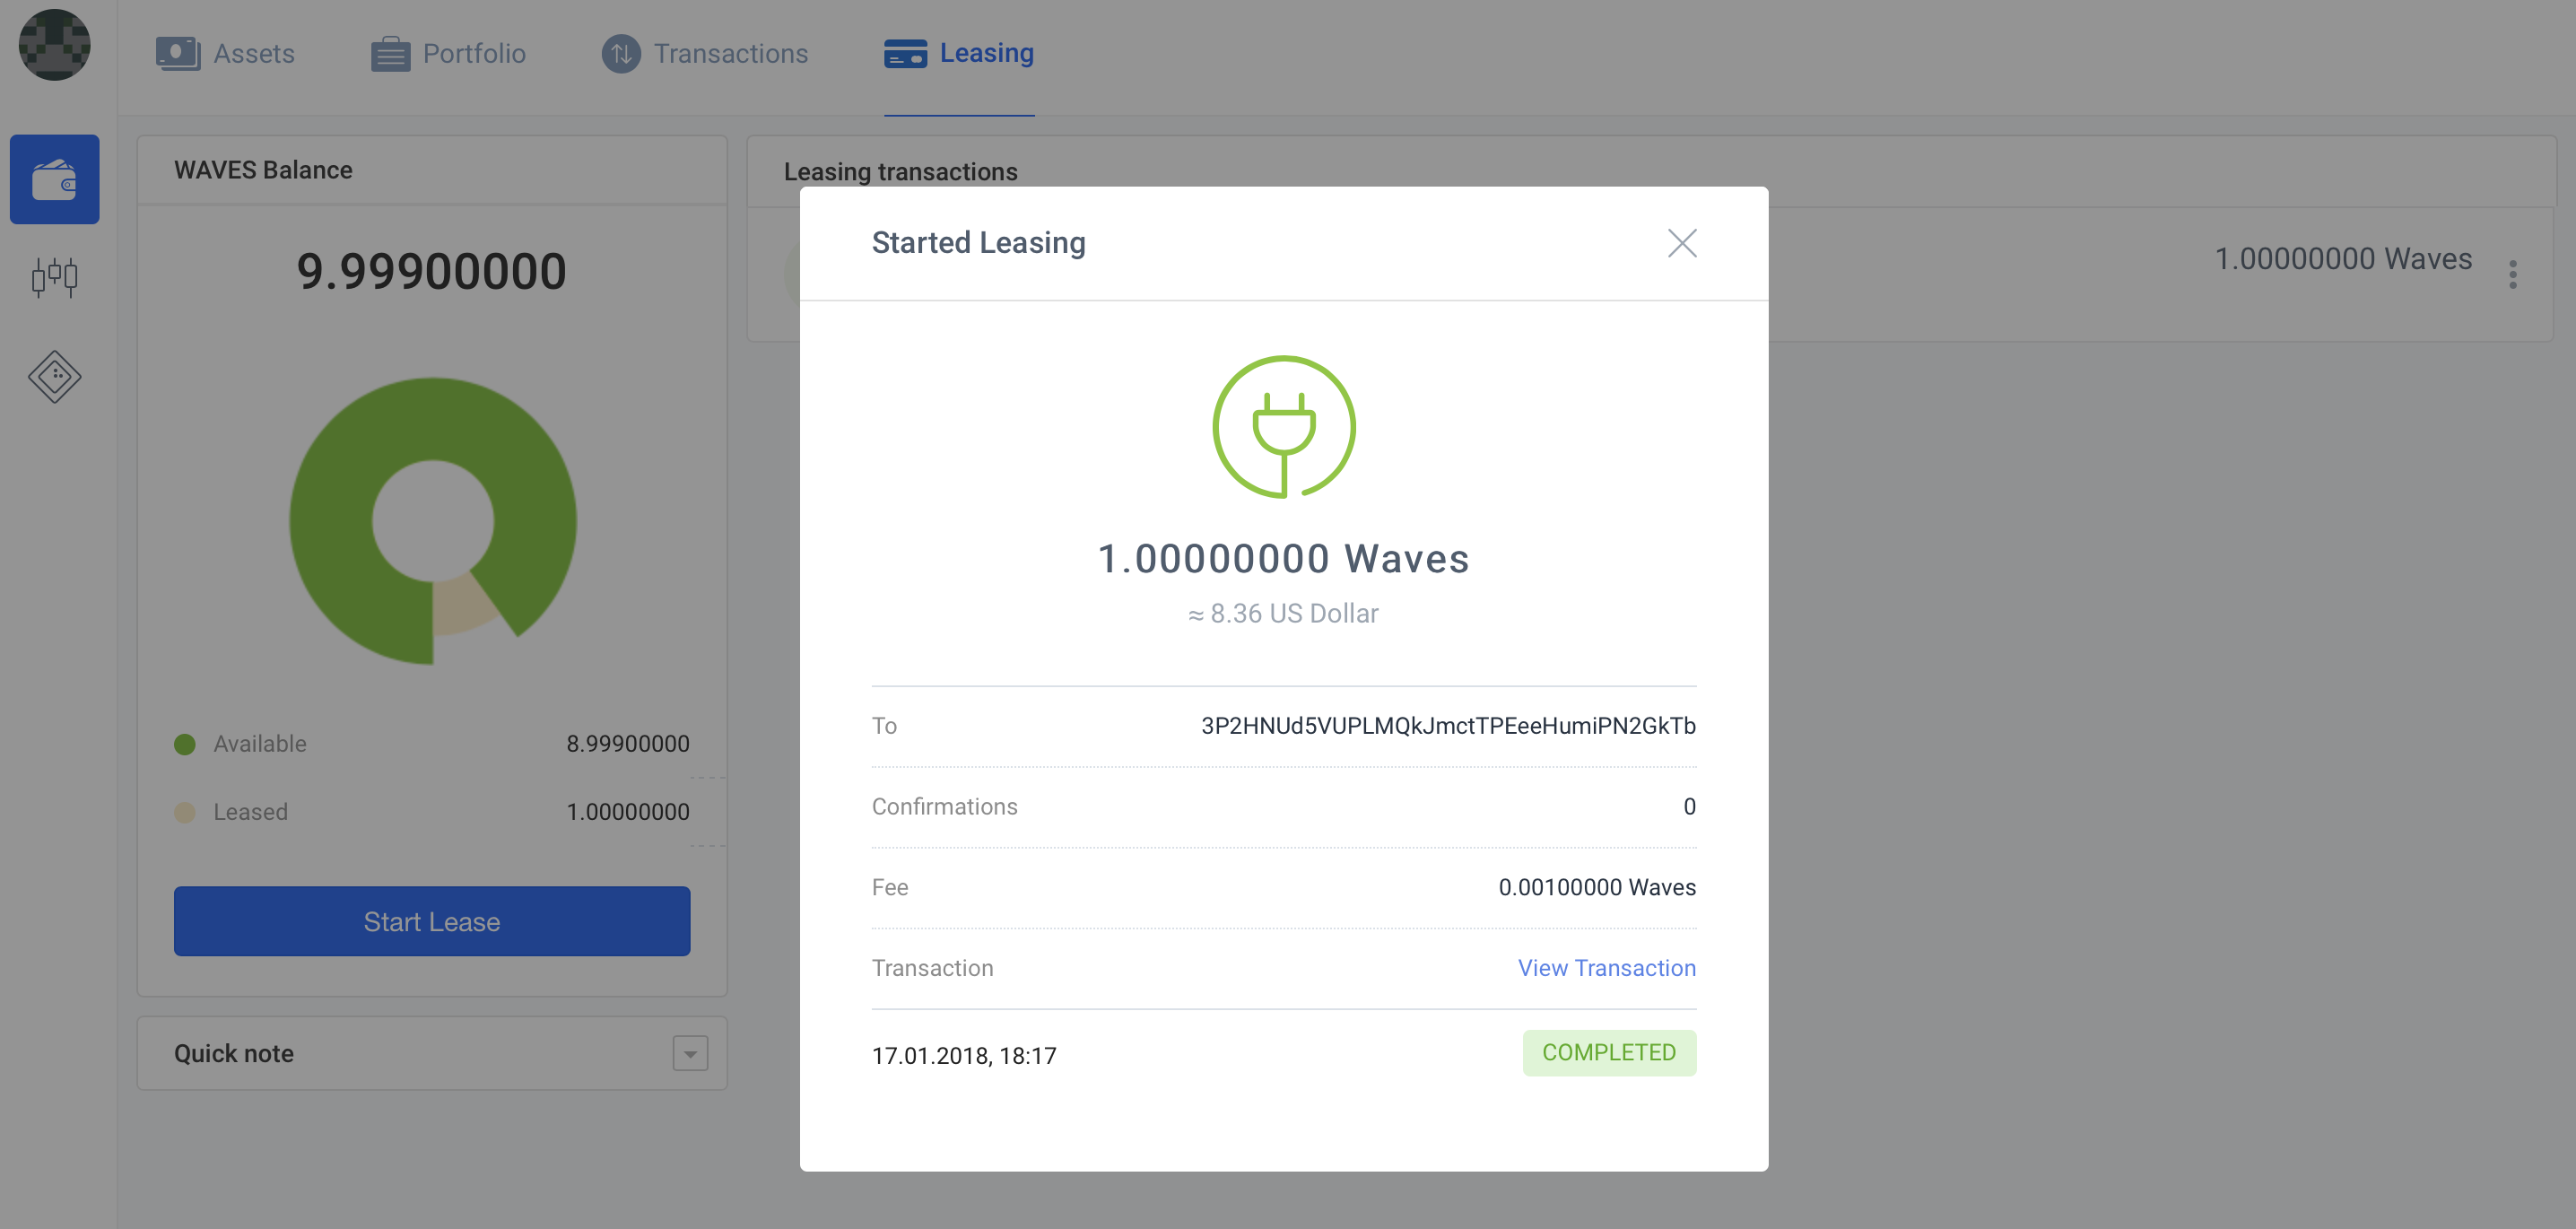 Assets
Portfolio
Transactions
Leasing
WAVES Balance
9.99900000
Available 8.99900000
Leased 1.00000000
Start Lease
Quick note
Leasing transactions
1.00000000 Waves
Started Leasing
1.00000000 Waves
≈ 8.36 US Dollar
To 3P2HNUd5VUPLMQkJmctTPEeeHumiPN2GkTb
Confirmations 0
Fee 0.00100000 Waves
Transaction View Transaction
17.01.2018, 18:17 COMPLETED